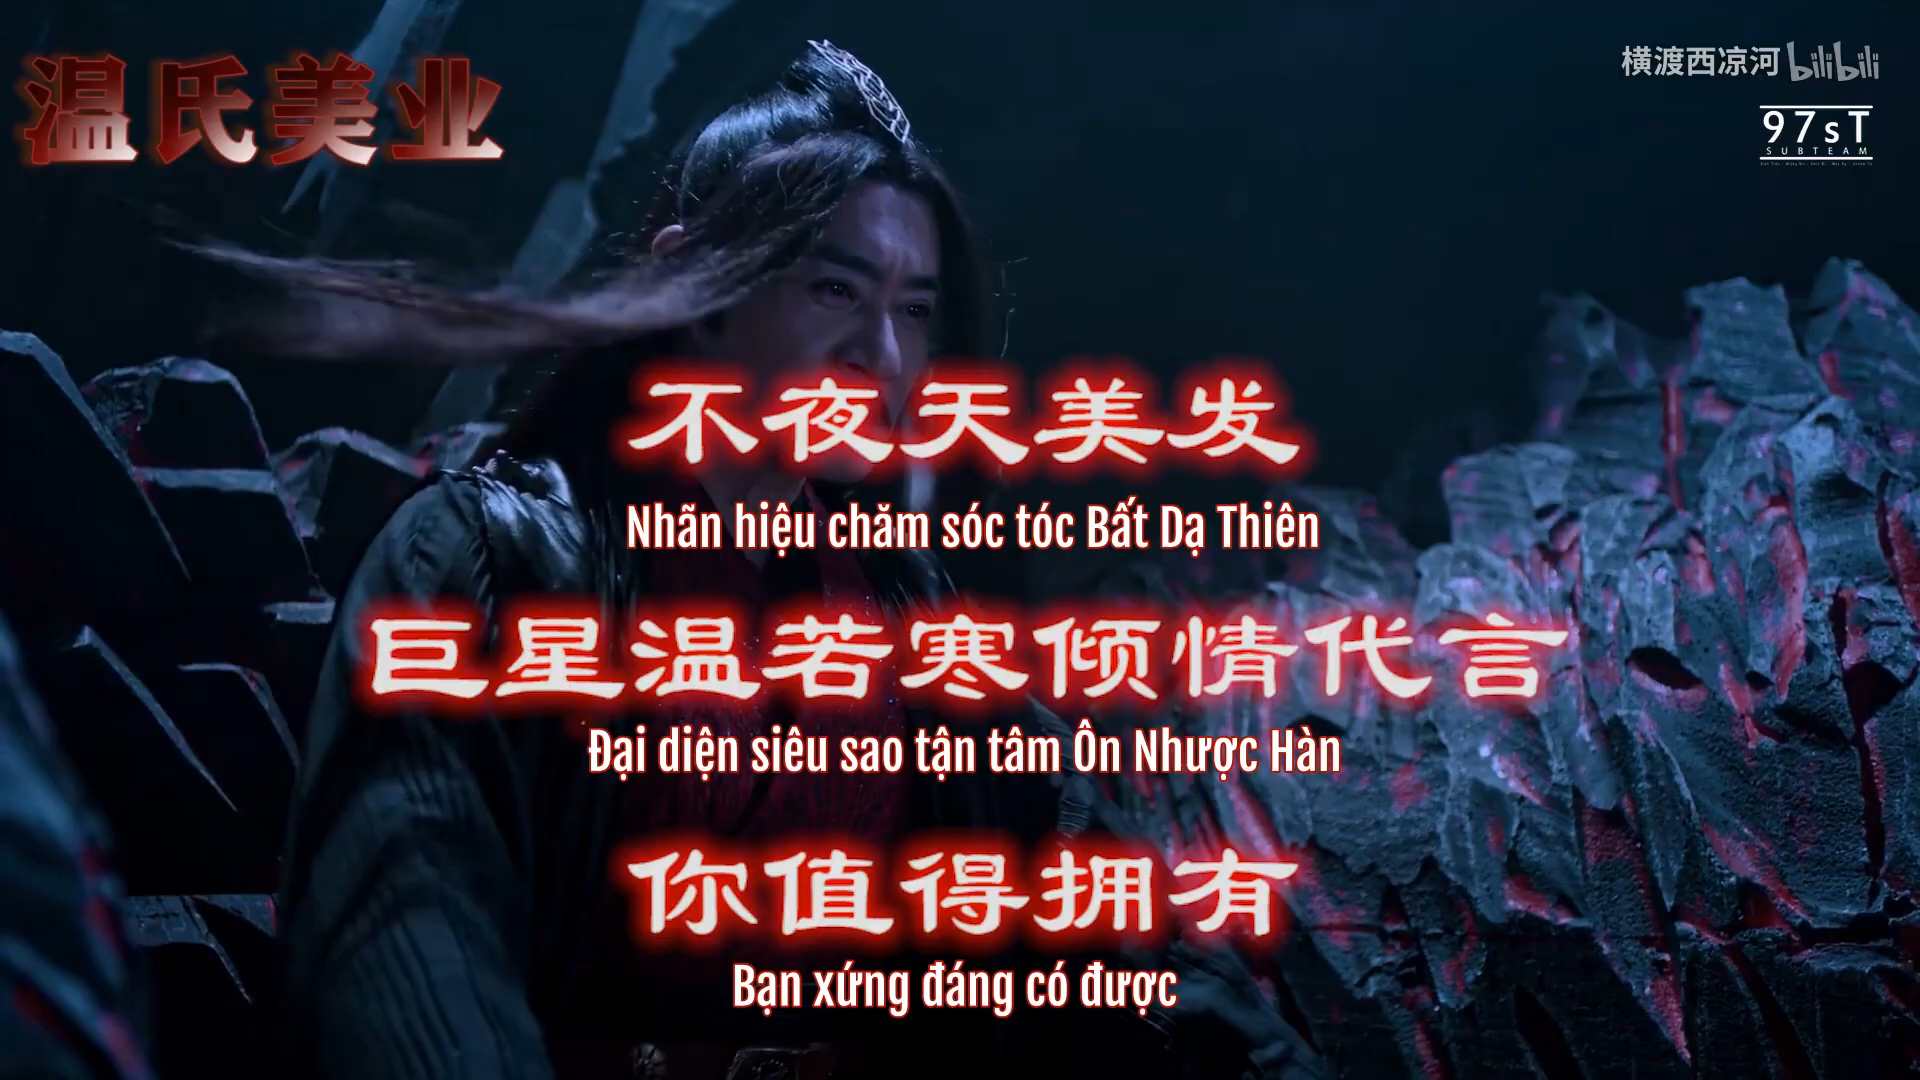 温氏美业
横渡西凉河 bilibili
97sT
SUBTEAM
不夜天美发
Nhãn hiệu chăm sóc tóc Bất Dạ Thiên
巨星温若寒倾情代言
Đại diện siêu sao tận tâm Ôn Nhược Hàn
你值得拥有
Bạn xứng đáng có được